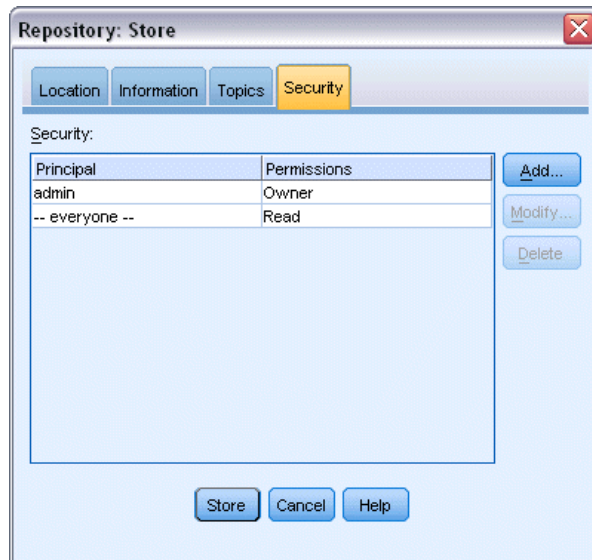 Repository: Store
Location Information Topics Security
Security:
Principal Permissions
admin Owner
-- everyone -- Read
Add...
Modify...
Delete
Store Cancel Help